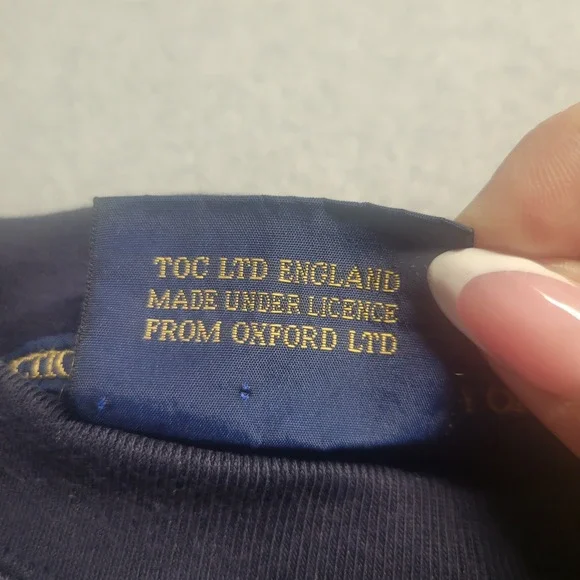 TOC LTD ENGLAND
MADE UNDER LICENCE
FROM OXFORD LTD